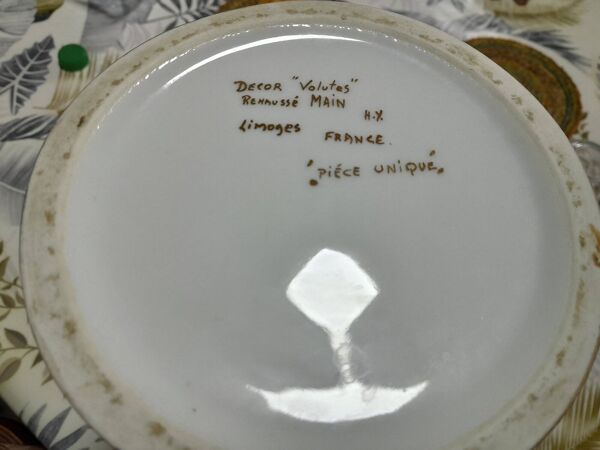 DECOR "Volutes"
REHAUSSÉ MAIN
H.Y.
Limoges FRANCE.
"PIÉCE UNIQUE"